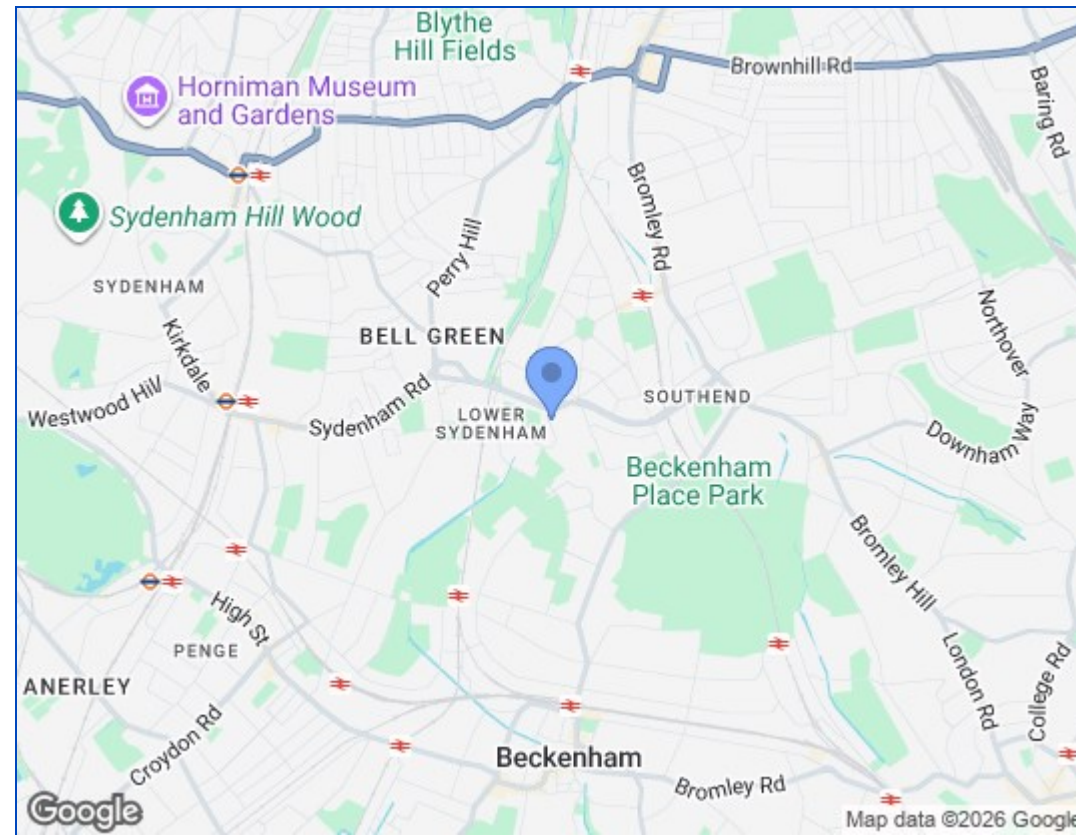 Blythe
Hill Fields
Brownhill Rd
Baring Rd
Horniman Museum
and Gardens
Bromley Rd
Sydenham Hill Wood
Perry Hill
SYDENHAM
Kirkdale
BELL GREEN
Northover
Westwood Hill
Sydenham Rd
LOWER
SYDENHAM
SOUTHEND
Downham Way
Beckenham
Place Park
Bromley Hill
High St
PENGE
London Rd
College Rd
ANERLEY
Croydon Rd
Beckenham
Bromley Rd
Google
Map data ©2026 Google